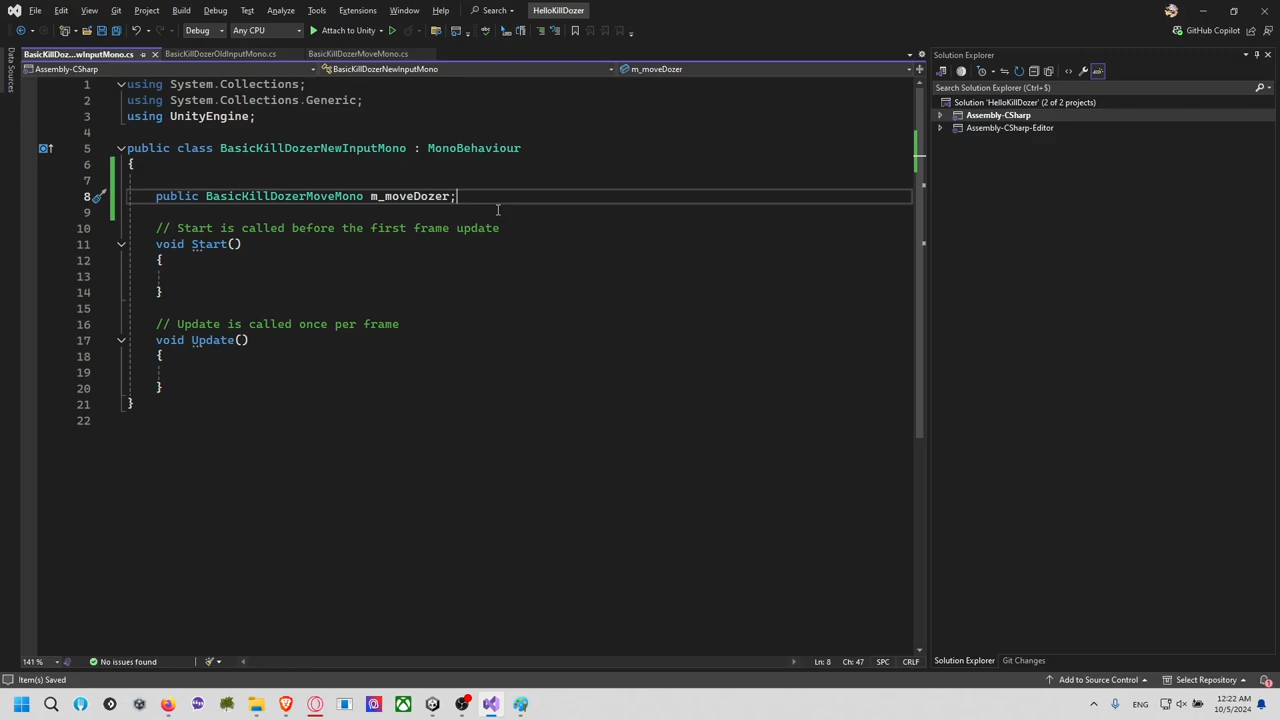 File Edit View Git Project Build Debug Test Analyze Tools Extensions Window Help Search HelloKillDozer
Debug Any CPU Attach to Unity GitHub Copilot
BasicKillDoz...wInputMono.cs BasicKillDozerOldInputMono.cs BasicKillDozerMoveMono.cs
Assembly-CSharp BasicKillDozerNewInputMono m_moveDozer
Data Sources
1 using System.Collections;
2 using System.Collections.Generic;
3 using UnityEngine;
4
5 public class BasicKillDozerNewInputMono : MonoBehaviour
6 {
7
8 public BasicKillDozerMoveMono m_moveDozer;
9
10 // Start is called before the first frame update
11 void Start()
12 {
13
14 }
15
16 // Update is called once per frame
17 void Update()
18 {
19
20 }
21 }
22
Solution Explorer
Search Solution Explorer (Ctrl+$)
Solution 'HelloKillDozer' (2 of 2 projects)
Assembly-CSharp
Assembly-CSharp-Editor
141 % No issues found Ln: 8 Ch: 47 SPC CRLF
Solution Explorer Git Changes
Item(s) Saved Add to Source Control Select Repository
ENG 12:22 AM
10/5/2024